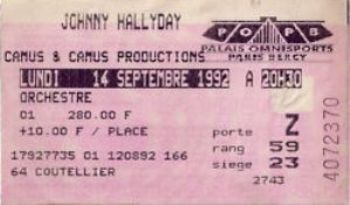 JOHNNY HALLYDAY
POPB
PALAIS OMNISPORTS
PARIS BERCY
CAMUS & CAMUS PRODUCTIONS
LUNDI 14 SEPTEMBRE 1992 A 20H30
ORCHESTRE
01 280.00 F
+10.00 F / PLACE
porte Z
rang 59
siege 23
17927735 01 120892 166
64 COUTELLIER
2743
4072370